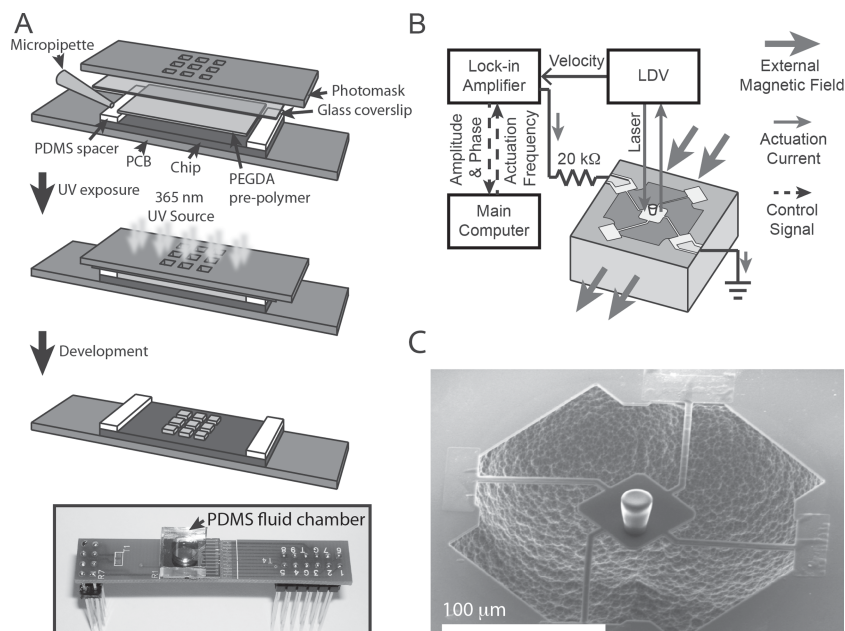 A
Micropipette
Photomask
Glass coverslip
PDMS spacer
PCB
Chip
PEGDA
pre-polymer
UV exposure
365 nm
UV Source
Development
PDMS fluid chamber
B
Lock-in
Amplifier
Velocity
LDV
External
Magnetic Field
Amplitude
& Phase
Actuation
Frequency
Laser
20 kΩ
Actuation
Current
Main
Computer
Control
Signal
C
100 µm